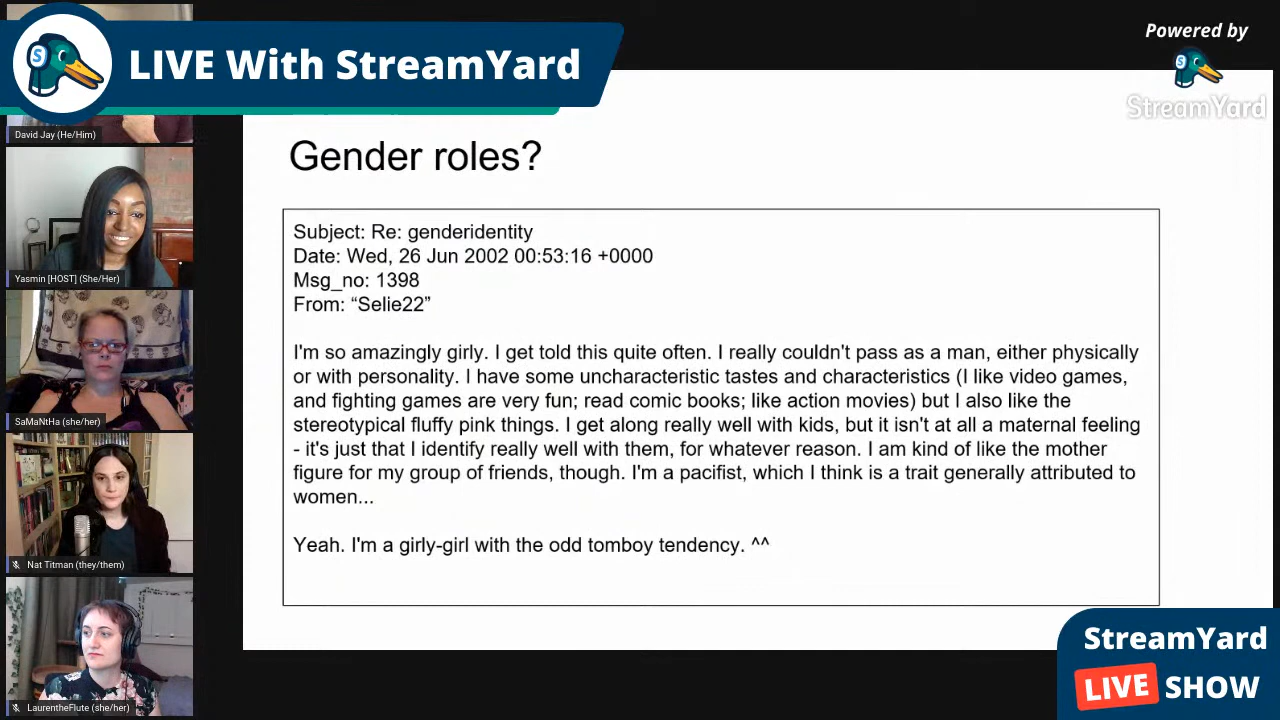 LIVE With StreamYard
Powered by
StreamYard
David Jay (He/Him)
Yasmin [HOST] (She/Her)
SaMaNtHa (she/her)
Nat Titman (they/them)
LaurentheFlute (she/her)
Gender roles?
Subject: Re: genderidentity
Date: Wed, 26 Jun 2002 00:53:16 +0000
Msg_no: 1398
From: “Selie22”
I'm so amazingly girly. I get told this quite often. I really couldn't pass as a man, either physically
or with personality. I have some uncharacteristic tastes and characteristics (I like video games,
and fighting games are very fun; read comic books; like action movies) but I also like the
stereotypical fluffy pink things. I get along really well with kids, but it isn't at all a maternal feeling
- it's just that I identify really well with them, for whatever reason. I am kind of like the mother
figure for my group of friends, though. I'm a pacifist, which I think is a trait generally attributed to
women...
Yeah. I'm a girly-girl with the odd tomboy tendency. ^^
StreamYard
LIVE SHOW